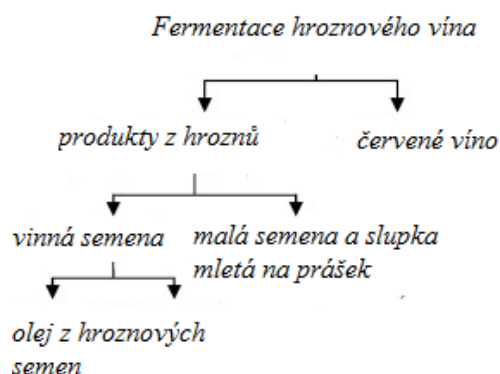 Fermentace hroznového vína
produkty z hroznů
červené víno
vinná semena
malá semena a slupka
mletá na prášek
olej z hroznových
semen